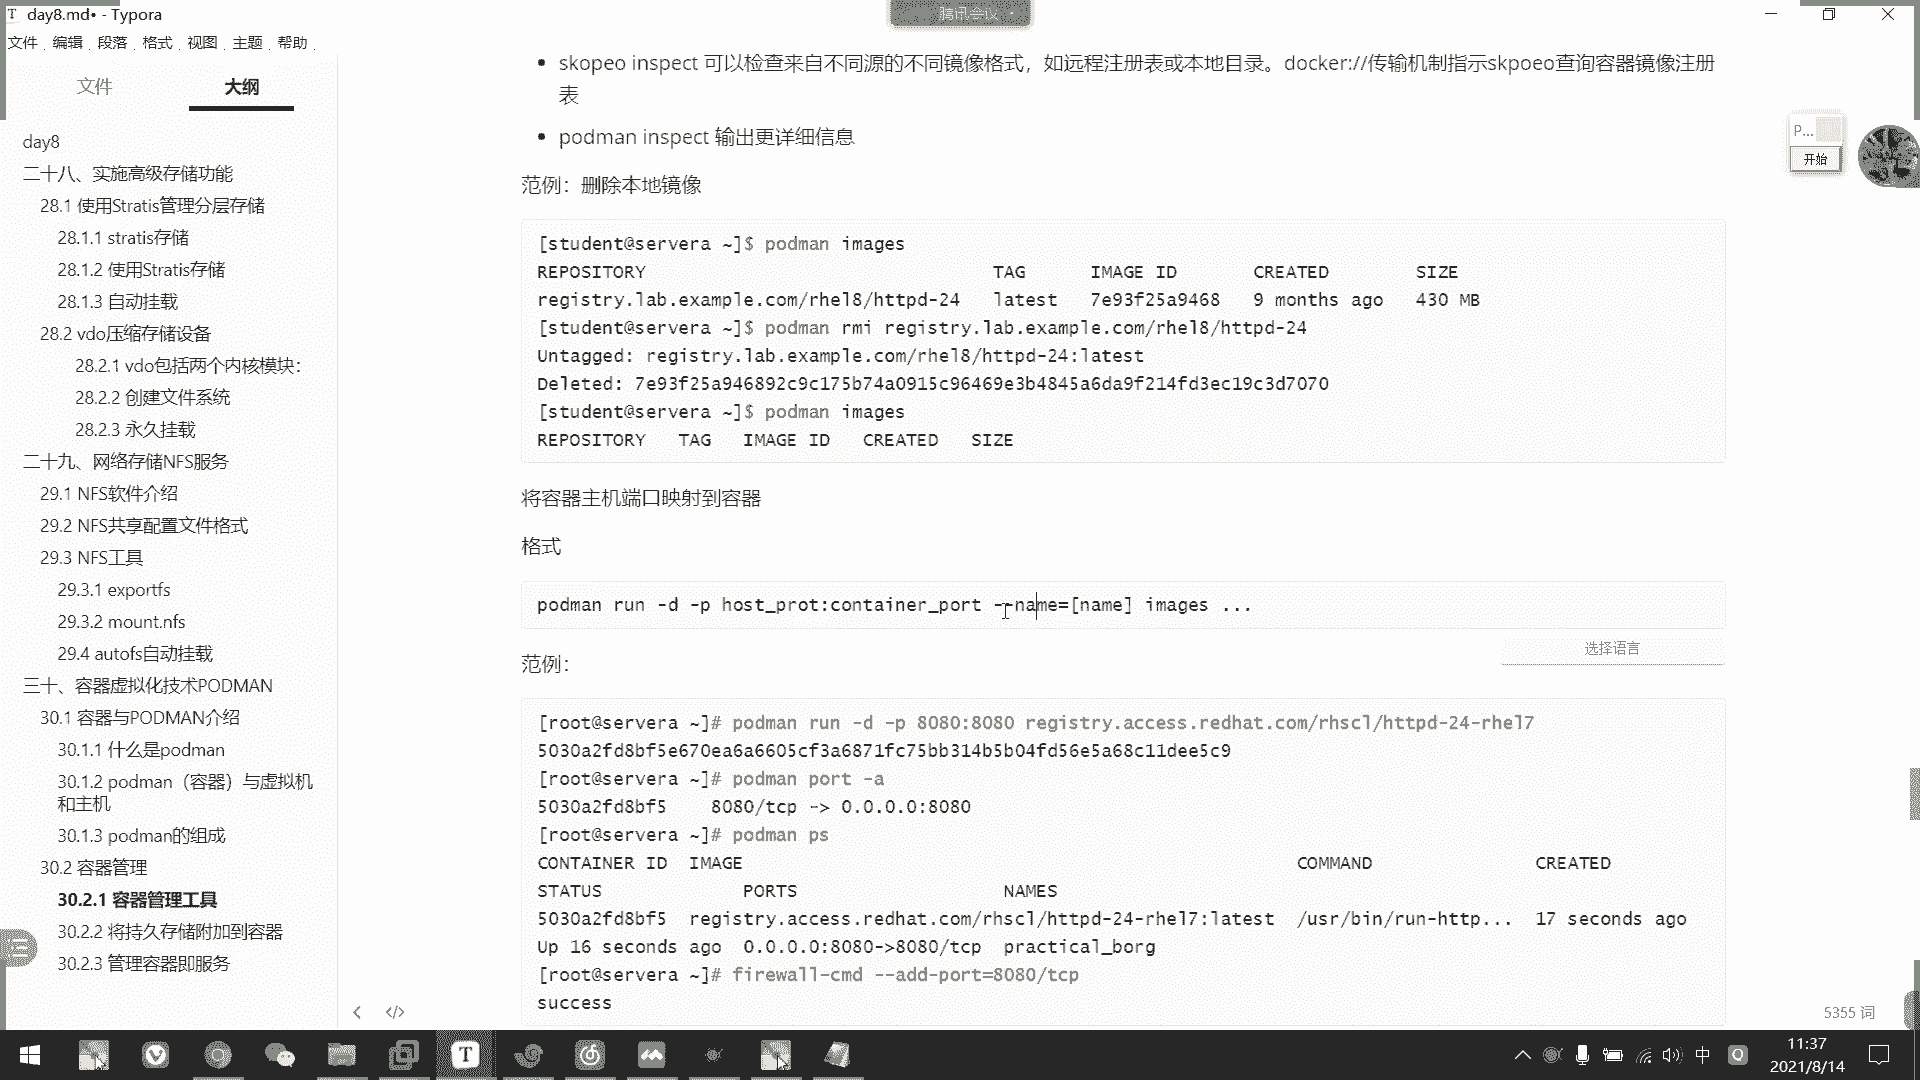 day8.md• - Typora
腾讯会议
文件 编辑 段落 格式 视图 主题 帮助
文件
大纲
day8
二十八、实施高级存储功能
28.1 使用Stratis管理分层存储
28.1.1 stratis存储
28.1.2 使用Stratis存储
28.1.3 自动挂载
28.2 vdo压缩存储设备
28.2.1 vdo包括两个内核模块：
28.2.2 创建文件系统
28.2.3 永久挂载
二十九、网络存储NFS服务
29.1 NFS软件介绍
29.2 NFS共享配置文件格式
29.3 NFS工具
29.3.1 exportfs
29.3.2 mount.nfs
29.4 autofs自动挂载
三十、容器虚拟化技术PODMAN
30.1 容器与PODMAN介绍
30.1.1 什么是podman
30.1.2 podman（容器）与虚拟机
和主机
30.1.3 podman的组成
30.2 容器管理
30.2.1 容器管理工具
30.2.2 将持久存储附加到容器
30.2.3 管理容器即服务
• skopeo inspect 可以检查来自不同源的不同镜像格式，如远程注册表或本地目录。docker://传输机制指示skpoeo查询容器镜像注册
表
• podman inspect 输出更详细信息
范例：删除本地镜像
[student@servera ~]$ podman images
REPOSITORY TAG IMAGE ID CREATED SIZE
registry.lab.example.com/rhel8/httpd-24 latest 7e93f25a9468 9 months ago 430 MB
[student@servera ~]$ podman rmi registry.lab.example.com/rhel8/httpd-24
Untagged: registry.lab.example.com/rhel8/httpd-24:latest
Deleted: 7e93f25a946892c9c175b74a0915c96469e3b4845a6da9f214fd3ec19c3d7070
[student@servera ~]$ podman images
REPOSITORY TAG IMAGE ID CREATED SIZE
将容器主机端口映射到容器
格式
podman run -d -p host_prot:container_port --name=[name] images ...
选择语言
范例：
[root@servera ~]# podman run -d -p 8080:8080 registry.access.redhat.com/rhscl/httpd-24-rhel7
5030a2fd8bf5e670ea6a6605cf3a6871fc75bb314b5b04fd56e5a68c11dee5c9
[root@servera ~]# podman port -a
5030a2fd8bf5 8080/tcp -> 0.0.0.0:8080
[root@servera ~]# podman ps
CONTAINER ID IMAGE COMMAND CREATED
STATUS PORTS NAMES
5030a2fd8bf5 registry.access.redhat.com/rhscl/httpd-24-rhel7:latest /usr/bin/run-http... 17 seconds ago
Up 16 seconds ago 0.0.0.0:8080->8080/tcp practical_borg
[root@servera ~]# firewall-cmd --add-port=8080/tcp
success
P...
开始
5355 词
中
11:37
2021/8/14